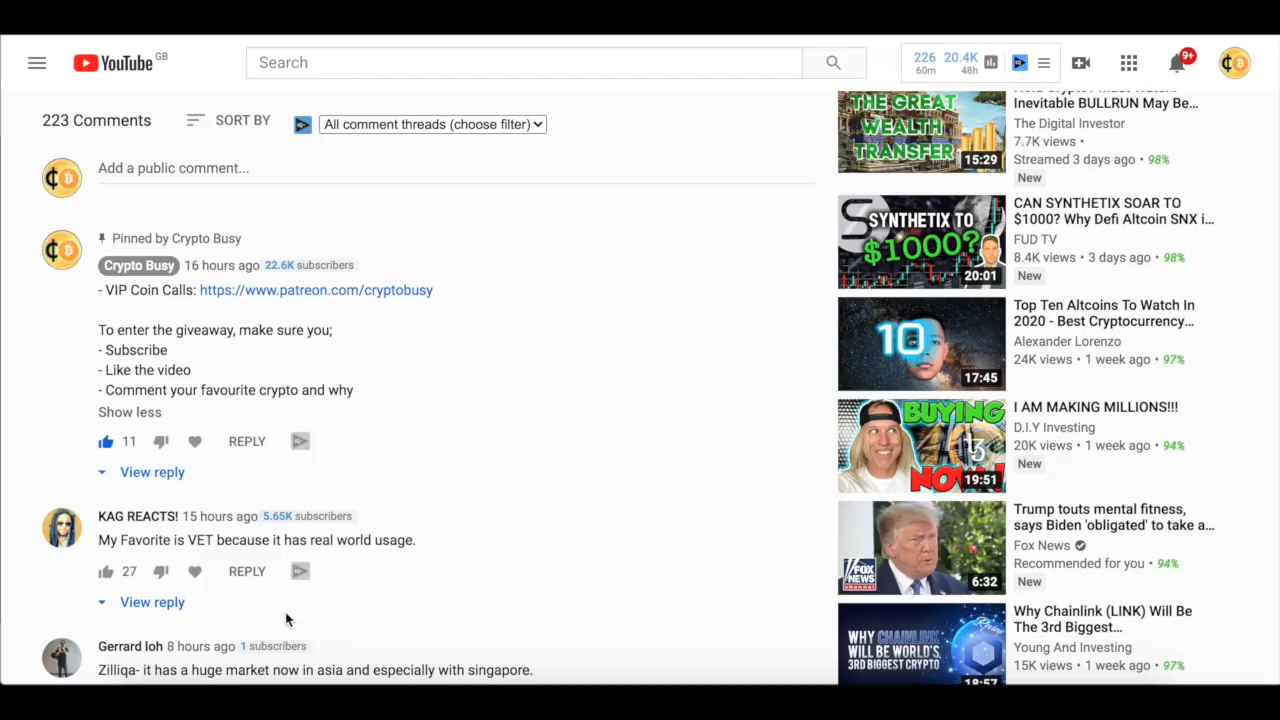 YouTube GB
Search
226 20.4K
60m 48h
9+
223 Comments
SORT BY
All comment threads (choose filter)
Add a public comment...
Pinned by Crypto Busy
Crypto Busy 16 hours ago 22.6K subscribers
- VIP Coin Calls: https://www.patreon.com/cryptobusy
To enter the giveaway, make sure you;
- Subscribe
- Like the video
- Comment your favourite crypto and why
Show less
11 REPLY
View reply
KAG REACTS! 15 hours ago 5.65K subscribers
My Favorite is VET because it has real world usage.
27 REPLY
View reply
Gerrard loh 8 hours ago 1 subscribers
Zilliqa- it has a huge market now in asia and especially with singapore.
THE GREAT
WEALTH
TRANSFER
15:29
Inevitable BULLRUN May Be...
The Digital Investor
7.7K views •
Streamed 3 days ago • 98%
New
SYNTHETIX TO
$1000?
20:01
CAN SYNTHETIX SOAR TO
$1000? Why Defi Altcoin SNX i...
FUD TV
8.4K views • 3 days ago • 98%
New
10
17:45
Top Ten Altcoins To Watch In
2020 - Best Cryptocurrency...
Alexander Lorenzo
24K views • 1 week ago • 97%
BUYING
NOW!
19:51
I AM MAKING MILLIONS!!!
D.I.Y Investing
20K views • 1 week ago • 94%
New
FOX
NEWS
6:32
Trump touts mental fitness,
says Biden 'obligated' to take a...
Fox News
Recommended for you • 94%
New
WHY CHAINLINK
WILL BE WORLD'S
3RD BIGGEST CRYPTO
Review
18:57
Why Chainlink (LINK) Will Be
The 3rd Biggest...
Young And Investing
15K views • 1 week ago • 97%